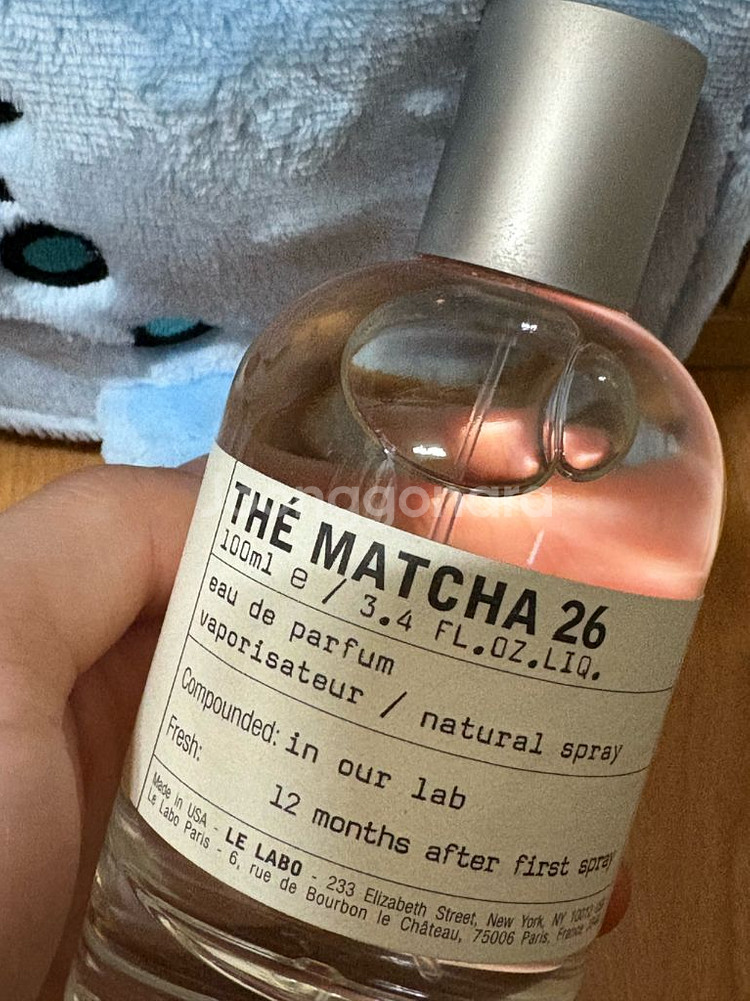 THÉ MATCHA 26
100ml e / 3.4 FL.OZ.LIQ.
eau de parfum
vaporisateur / natural spray
Compounded: in our lab
Fresh: 12 months after first spray
Made in USA - LE LABO - 233 Elizabeth Street, New York, NY
Le Labo Paris - 6, rue de Bourbon le Château, 75006 Paris, France